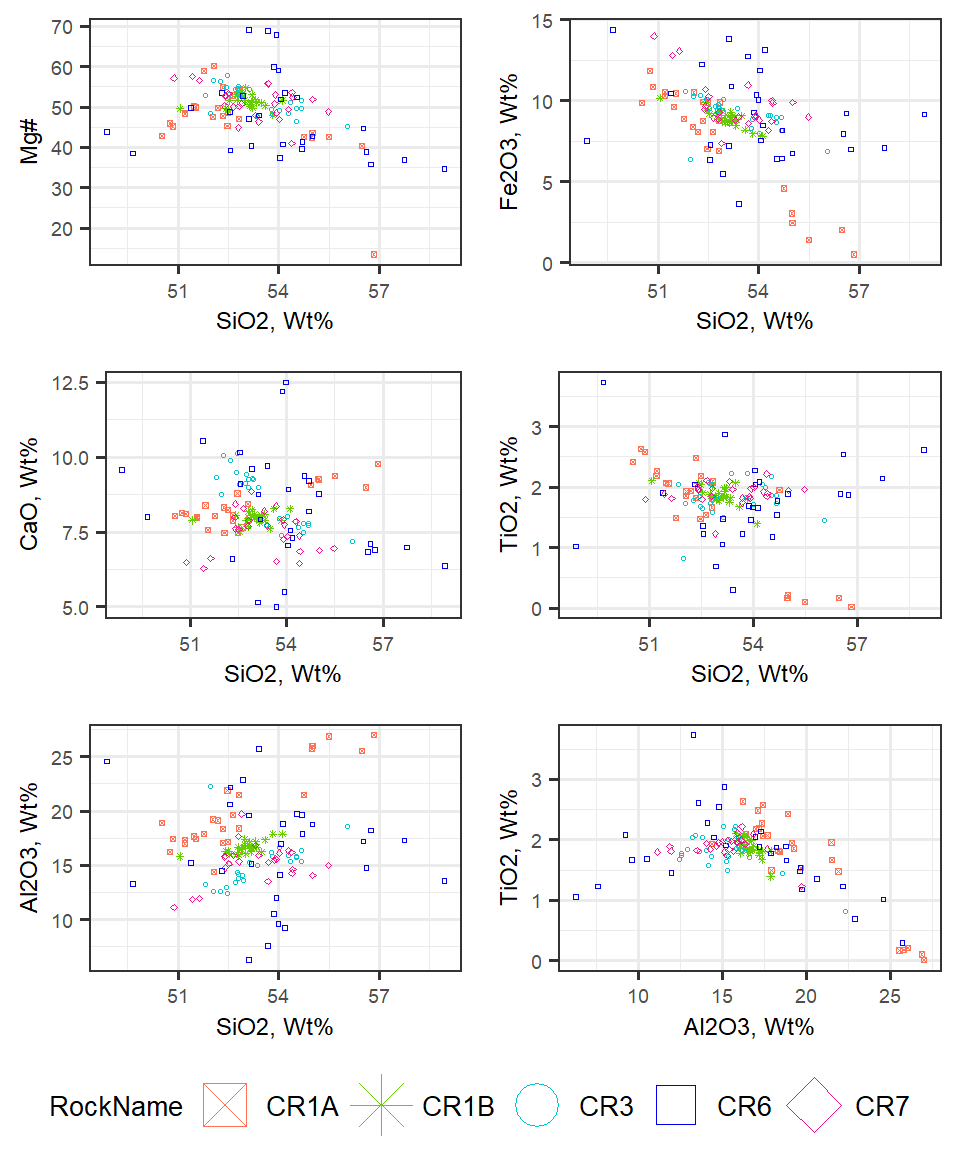 Mg#
70
60
50
40
30
20
51 54 57
SiO2, Wt%
Fe2O3, Wt%
15
10
5
0
51 54 57
SiO2, Wt%
CaO, Wt%
12.5
10.0
7.5
5.0
51 54 57
SiO2, Wt%
TiO2, Wt%
3
2
1
0
51 54 57
SiO2, Wt%
Al2O3, Wt%
25
20
15
10
51 54 57
SiO2, Wt%
TiO2, Wt%
3
2
1
0
10 15 20 25
Al2O3, Wt%
RockName CR1A CR1B CR3 CR6 CR7